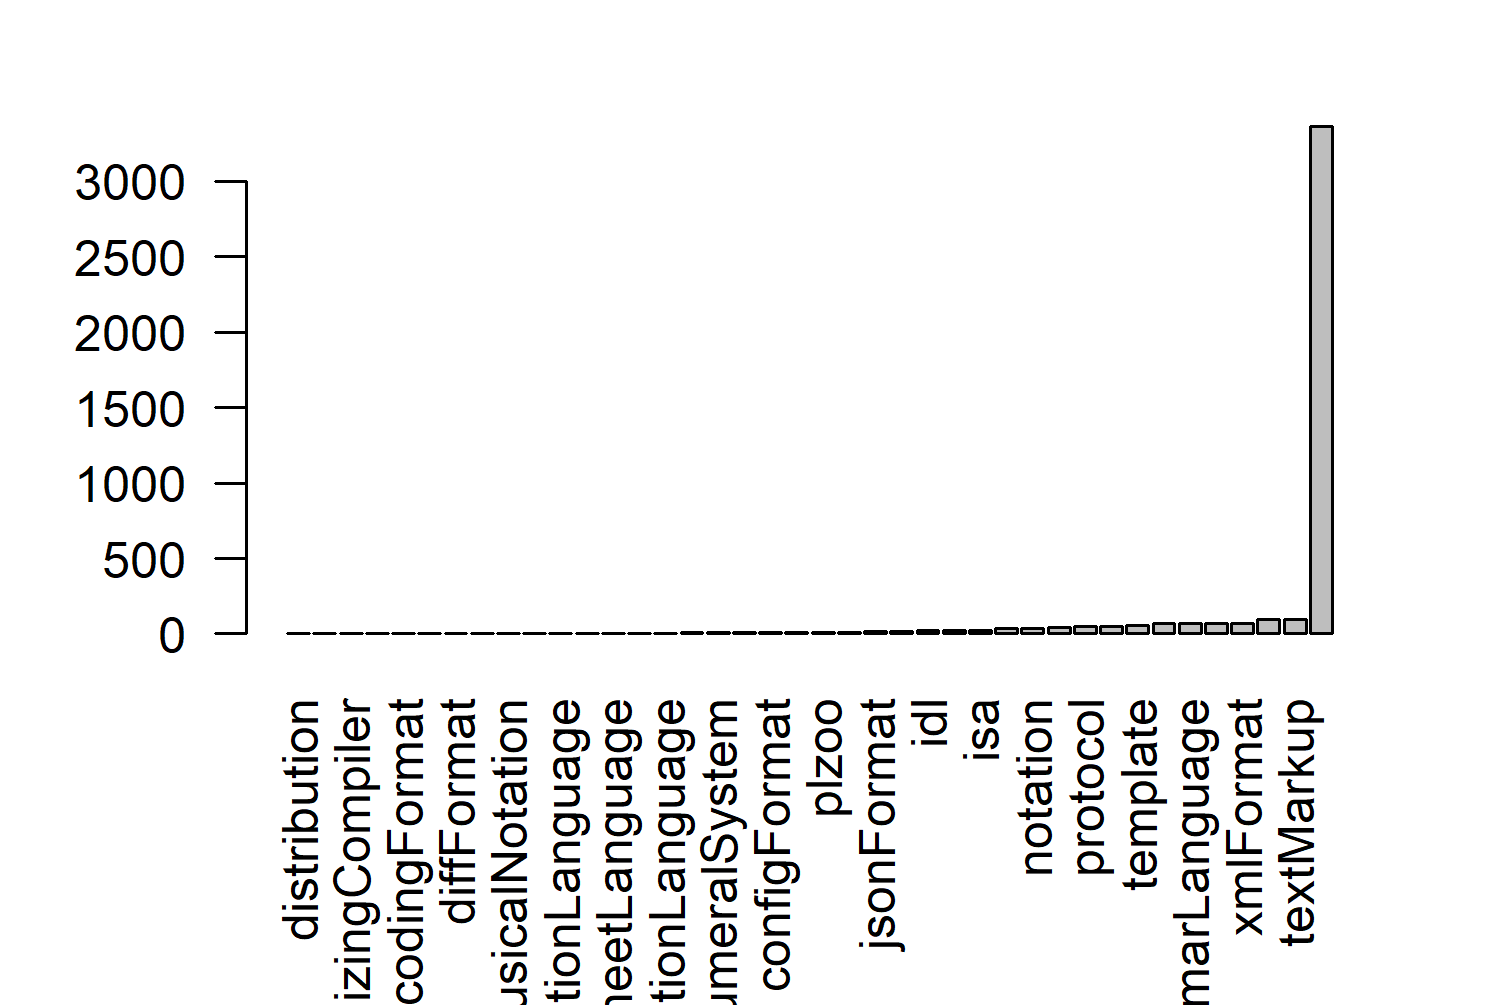 3000
2500
2000
1500
1000
500
0
distribution
izingCompiler
codingFormat
diffFormat
usicalNotation
tionLanguage
neetLanguage
tionLanguage
umeralSystem
configFormat
plzoo
jsonFormat
idl
isa
notation
protocol
template
marLanguage
xmlFormat
textMarkup